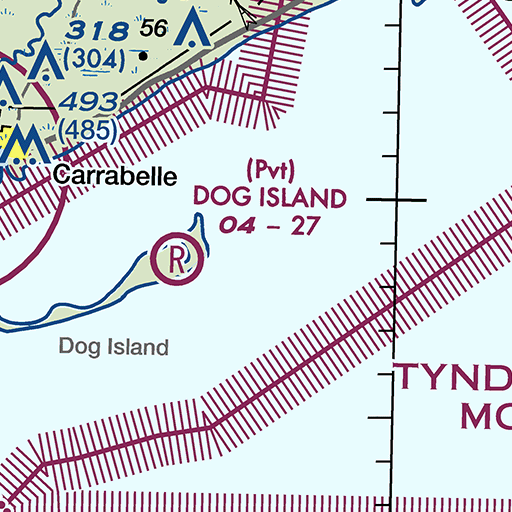 318
56
(304)
493
(485)
Carrabelle
(Pvt)
DOG ISLAND
04 – 27
R
Dog Island
TYND
MO